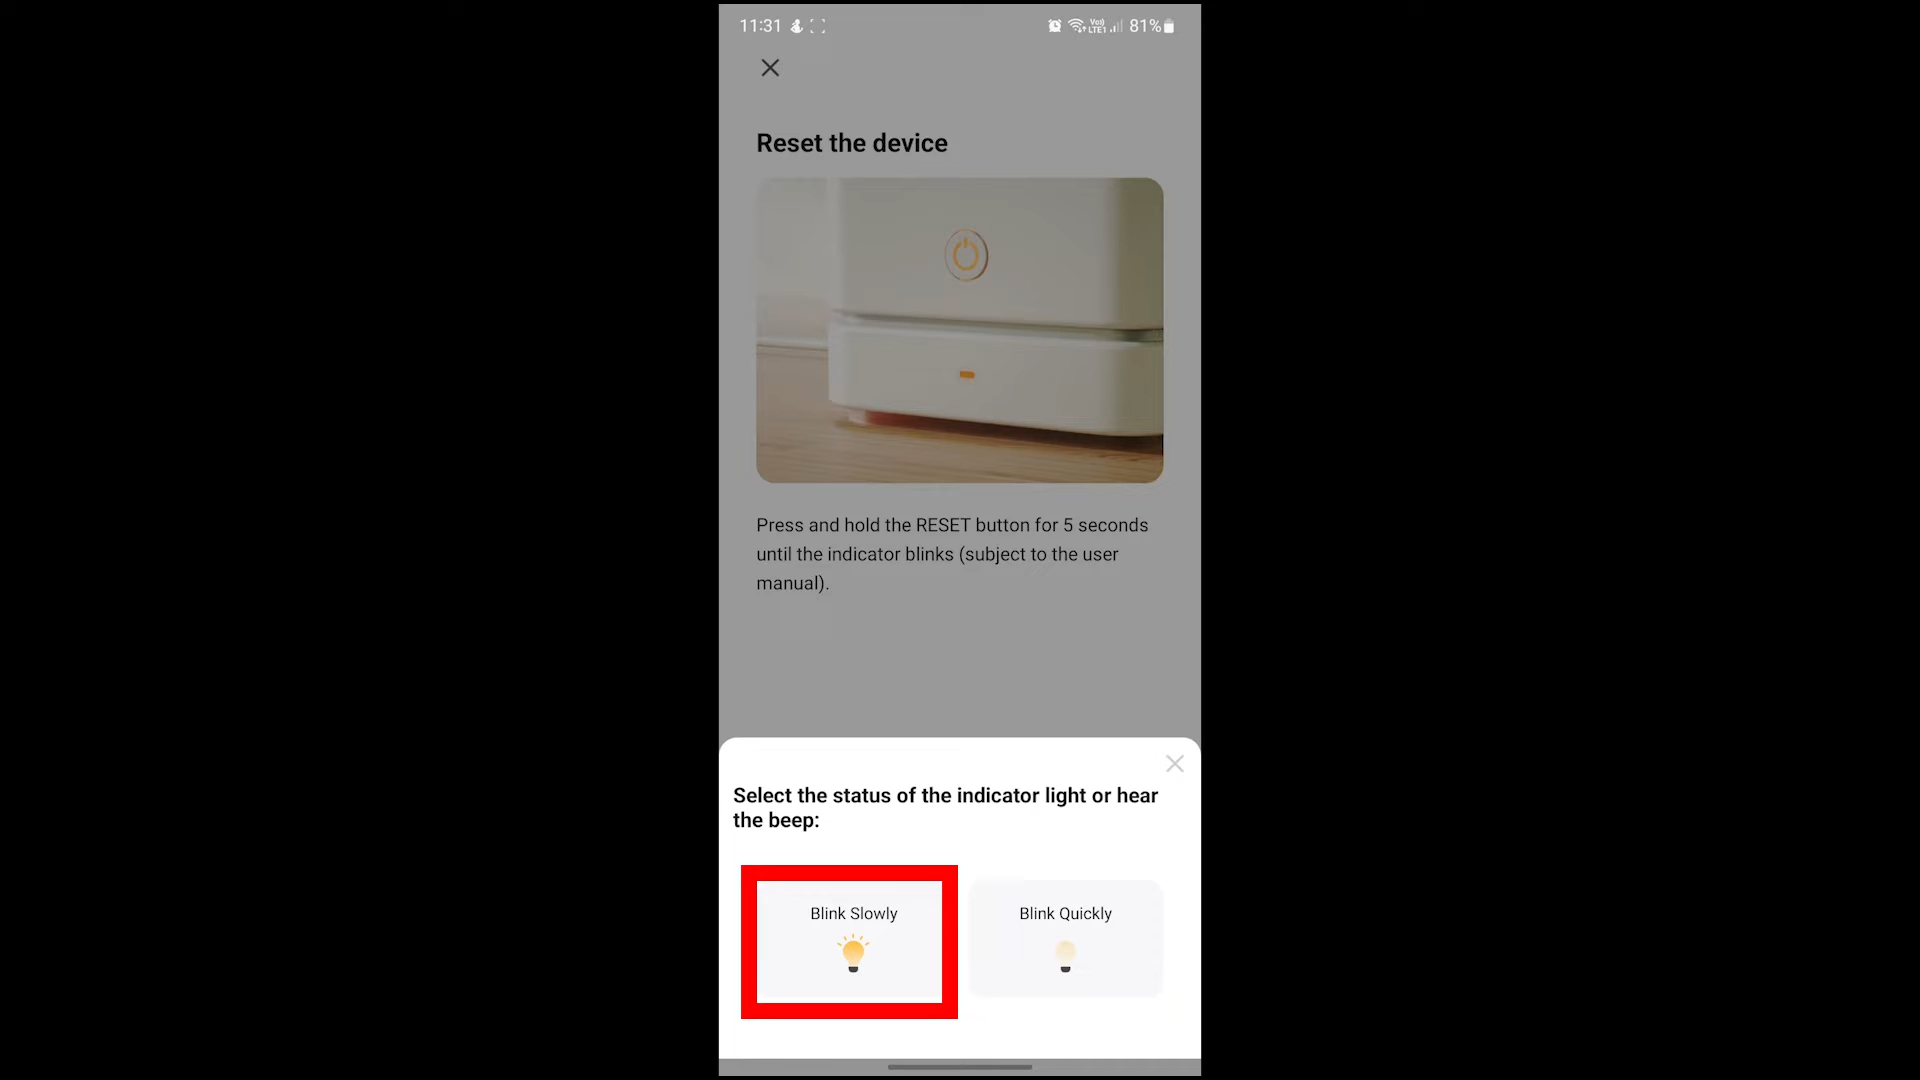 11:31
Vo)) LTE1 81%
Reset the device
Press and hold the RESET button for 5 seconds
until the indicator blinks (subject to the user
manual).
Select the status of the indicator light or hear
the beep:
Blink Slowly
Blink Quickly